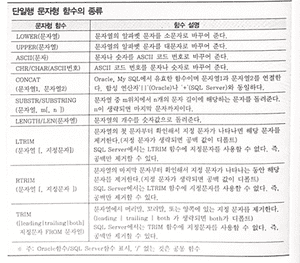 단일행 문자형 함수의 종류
문자형 함수
함수 설명
LOWER(문자열)
문자열의 알파벳 문자를 소문자로 바꾸어 준다.
UPPER(문자열)
문자열의 알파벳 문자를 대문자로 바꾸어 준다.
ASCII(문자)
문자나 숫자를 ASCII 코드 번호로 바꾸어 준다.
CHR/CHAR(ASCII번호)
ASCII 코드 번호를 문자나 숫자로 바꾸어 준다.
CONCAT
(문자열1, 문자열2)
Oracle, My SQL에서 유효한 함수이며 문자열1과 문자열2를 연결한
다. 합성 연산자'||'(Oracle)나 '+'(SQL Server)와 동일하다.
SUBSTR/SUBSTRING
(문자열, m[, n])
문자열 중 m위치에서 n개의 문자 길이에 해당하는 문자를 돌려준다.
n이 생략되면 마지막 문자까지이다.
LENGTH/LEN(문자열)
문자열의 개수를 숫자값으로 돌려준다.
LTRIM
(문자열 [, 지정문자])
문자열의 첫 문자부터 확인해서 지정 문자가 나타나면 해당 문자를
제거한다.(지정 문자가 생략되면 공백 값이 디폴트)
SQL Server에서는 LTRIM 함수에 지정문자를 사용할 수 없다. 즉,
공백만 제거할 수 있다.
RTRIM
(문자열 [, 지정문자 ])
문자열의 마지막 문자부터 확인해서 지정 문자가 나타나는 동안 해당
문자를 제거한다.(지정 문자가 생략되면 공백 값이 디폴트)
SQL Server에서는 LTRIM 함수에 지정문자를 사용할 수 없다. 즉,
공백만 제거할 수 있다.
TRIM
([leading|trailing|both]
지정문자 FROM 문자열)
문자열에서 머리말, 꼬리말, 또는 양쪽에 있는 지정 문자를 제거한다.
(leading | trailing | both 가 생략되면 both가 디폴트)
SQL Server에서는 TRIM 함수에 지정문자를 사용할 수 없다. 즉,
공백만 제거할 수 있다.
주: Oracle함수/SQL Server함수 표시, '/' 없는 것은 공통 함수